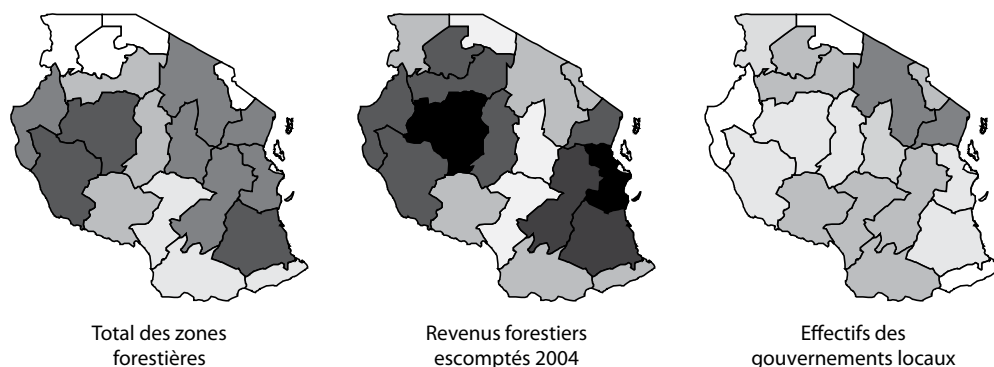 Total des zones
forestières
Revenus forestiers
escomptés 2004
Effectifs des
gouvernements locaux